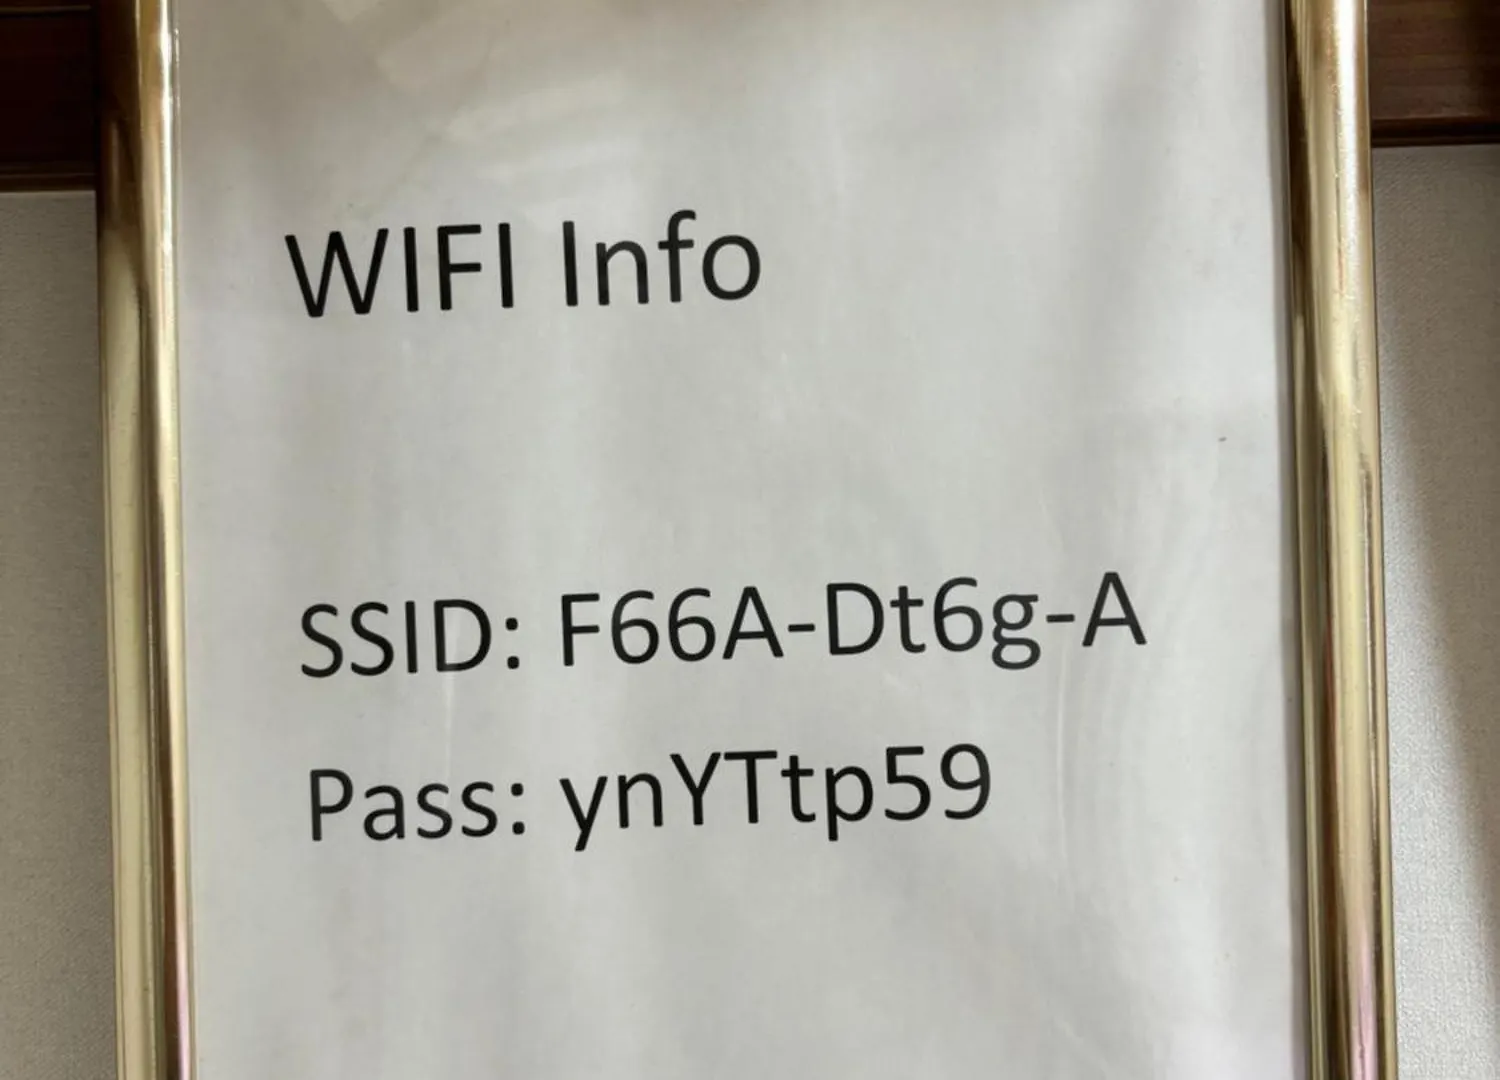 WIFI Info
SSID: F66A-Dt6g-A
Pass: ynYTtp59